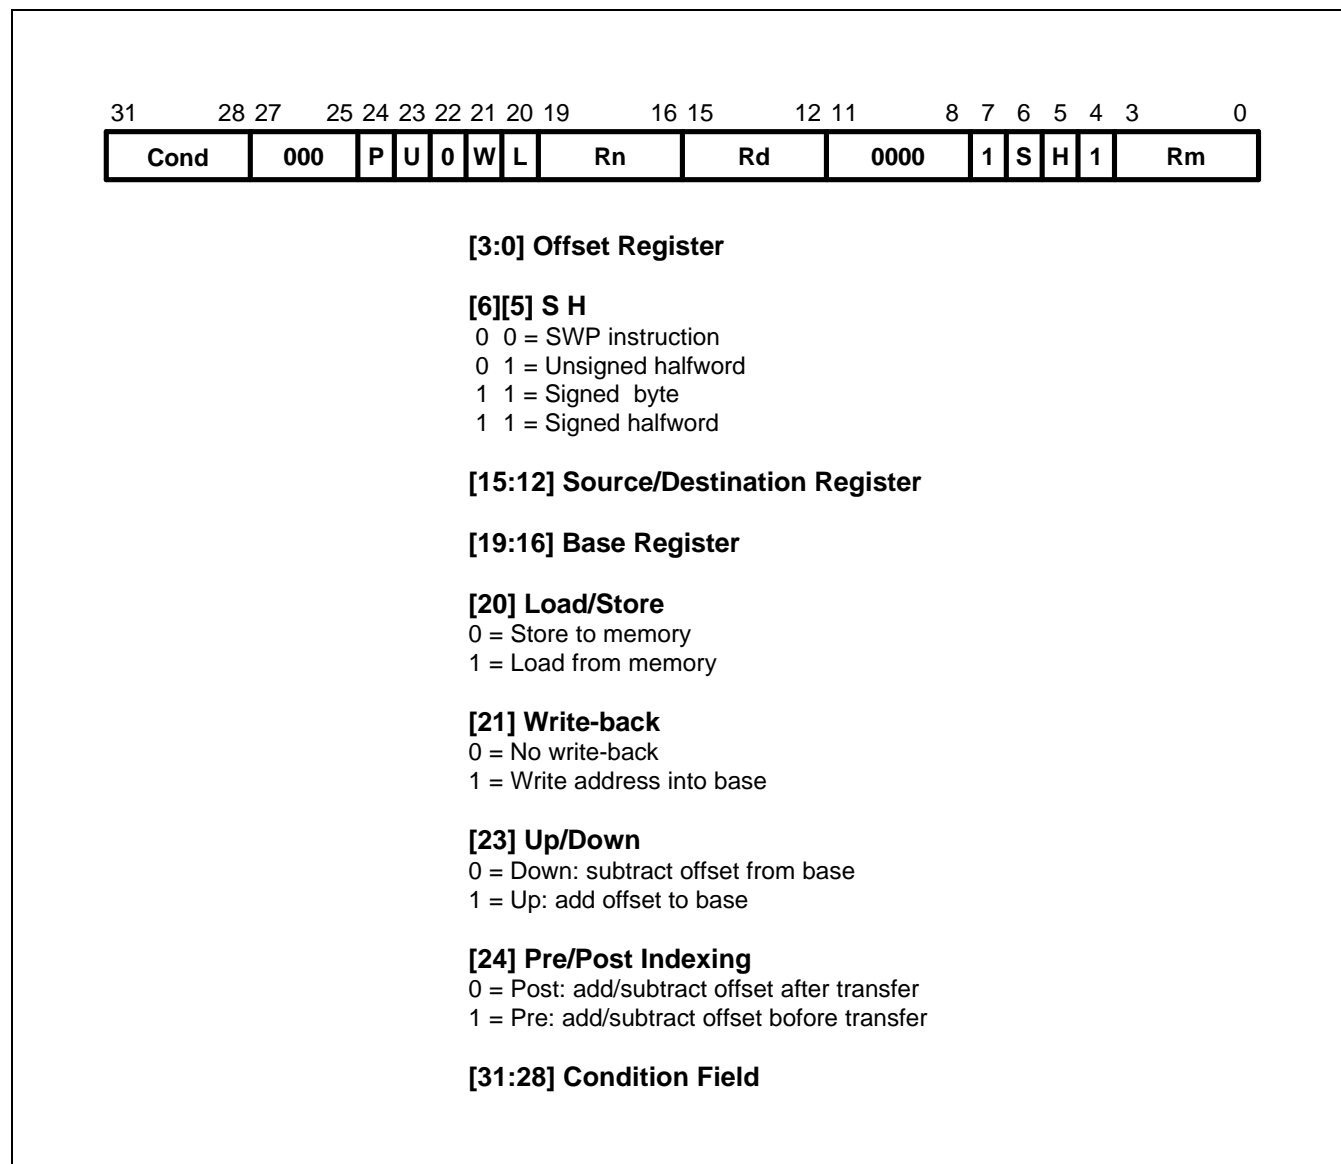 31 28 27 25 24 23 22 21 20 19 16 15 12 11 8 7 6 5 4 3 0
Cond 000 P U 0 W L Rn Rd 0000 1 S H 1 Rm
[3:0] Offset Register
[6][5] S H
0 0 = SWP instruction
0 1 = Unsigned halfword
1 1 = Signed byte
1 1 = Signed halfword
[15:12] Source/Destination Register
[19:16] Base Register
[20] Load/Store
0 = Store to memory
1 = Load from memory
[21] Write-back
0 = No write-back
1 = Write address into base
[23] Up/Down
0 = Down: subtract offset from base
1 = Up: add offset to base
[24] Pre/Post Indexing
0 = Post: add/subtract offset after transfer
1 = Pre: add/subtract offset bofore transfer
[31:28] Condition Field